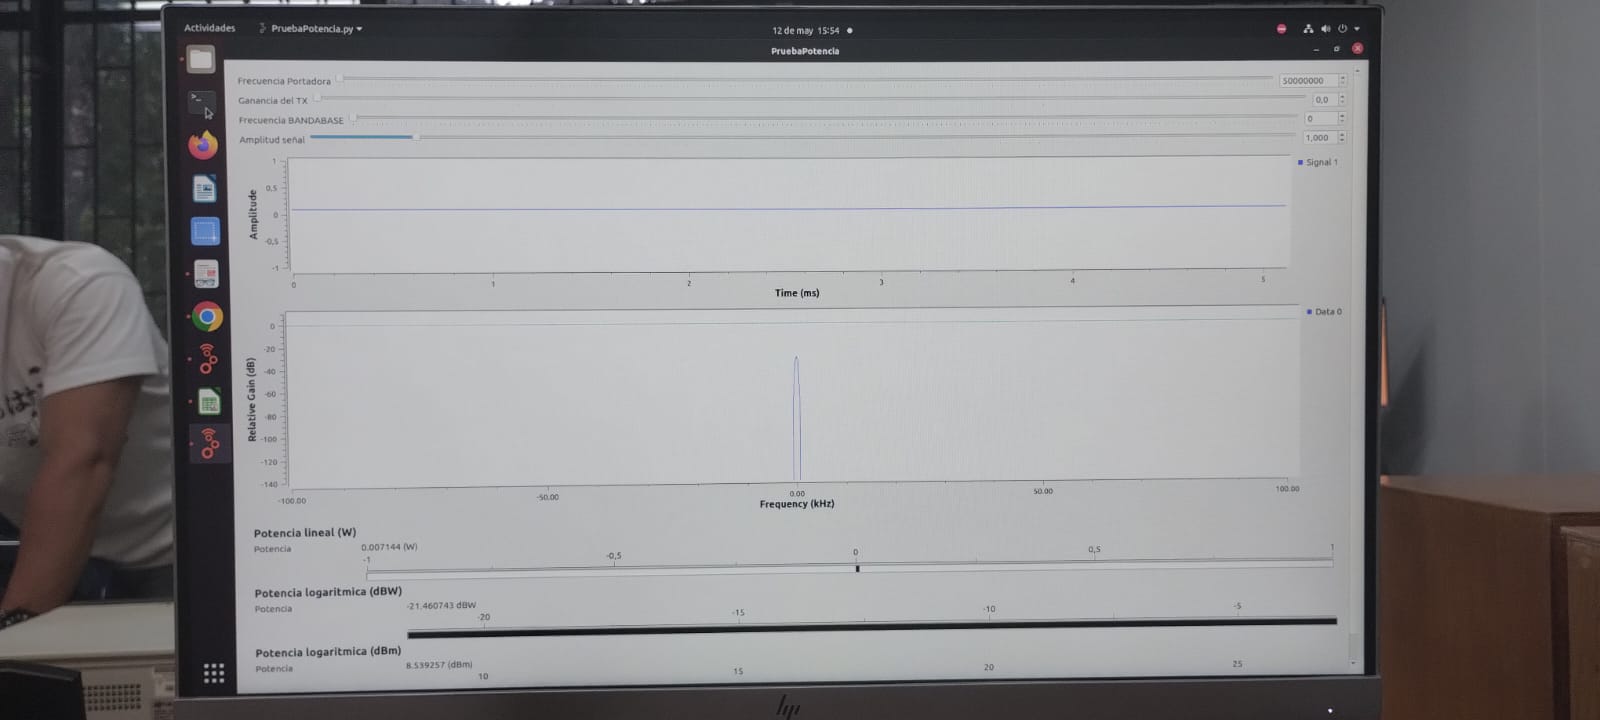 Actividades PruebaPotencia.py 12 de may 15:54
PruebaPotencia
Frecuencia Portadora 50000000
Ganancia del TX 0,0
Frecuencia BANDABASE 0
Amplitud señal 1,000
Signal 1
1
0,5
0
-0,5
-1
Amplitude
0 1 2 3 4 5
Time (ms)
Data 0
0
-20
-40
-60
-80
-100
-120
-140
Relative Gain (dB)
-100.00 -50.00 0.00 50.00 100.00
Frequency (kHz)
Potencia lineal (W)
Potencia 0.007144 (W)
-1 -0,5 0 0,5 1
Potencia logaritmica (dBW)
Potencia -21.460743 dBW
-20 -15 -10 -5
Potencia logaritmica (dBm)
Potencia 8.539257 (dBm)
10 15 20 25
hp